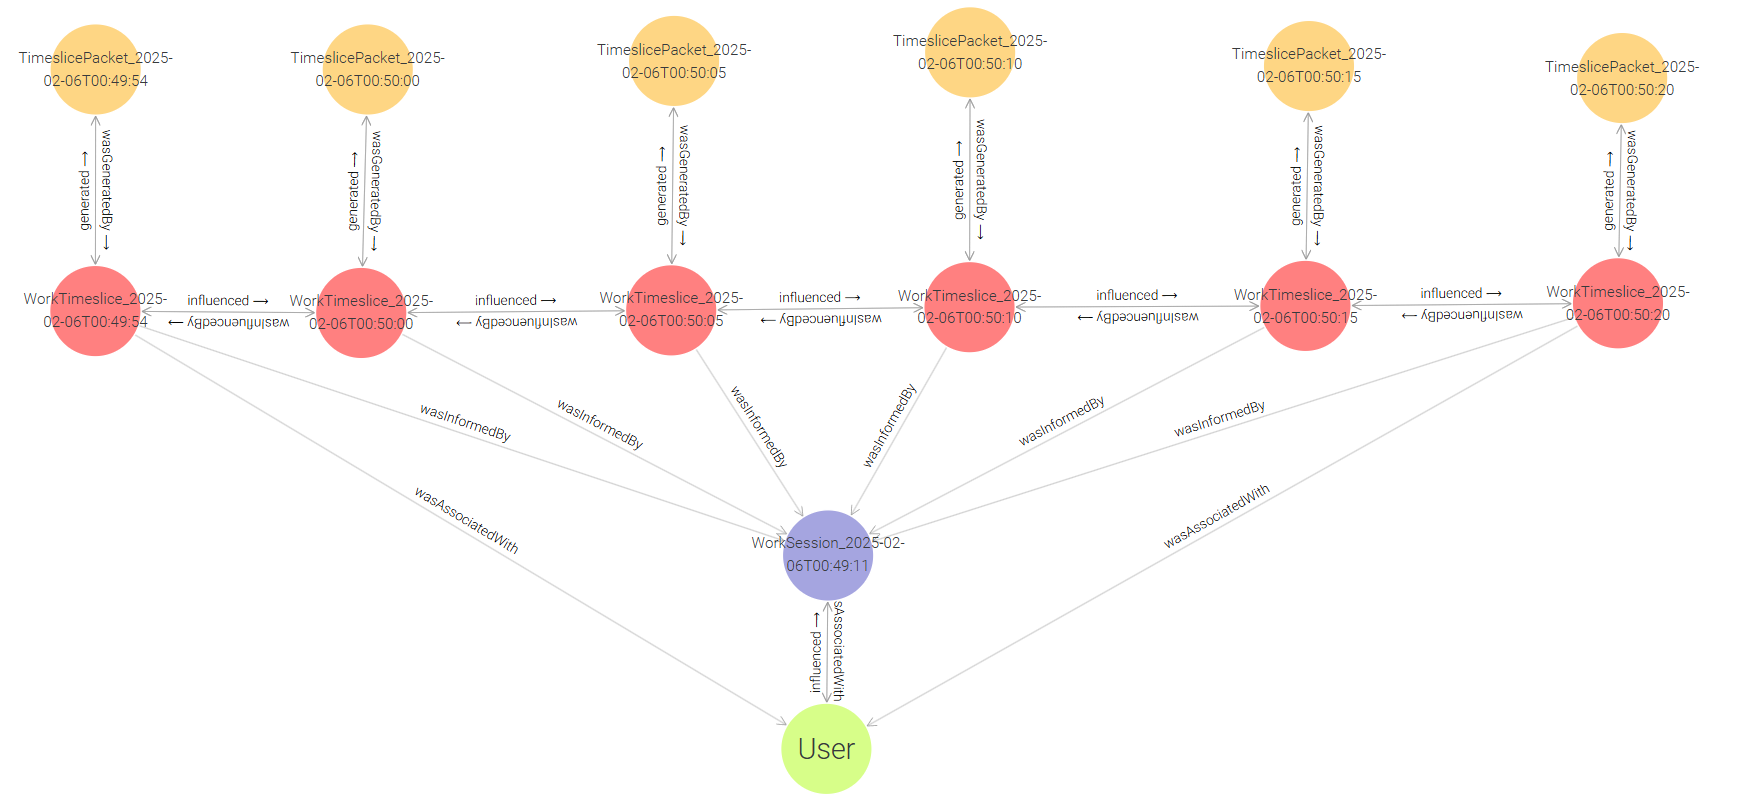 TimeslicePacket_2025-
02-06T00:49:54
TimeslicePacket_2025-
02-06T00:50:00
TimeslicePacket_2025-
02-06T00:50:05
TimeslicePacket_2025-
02-06T00:50:10
TimeslicePacket_2025-
02-06T00:50:15
TimeslicePacket_2025-
02-06T00:50:20
← generated
wasGeneratedBy →
← generated
wasGeneratedBy →
← generated
wasGeneratedBy →
← generated
wasGeneratedBy →
← generated
wasGeneratedBy →
← generated
wasGeneratedBy →
WorkTimeslice_2025-
02-06T00:49:54
influenced →
← wasInfluencedBy
WorkTimeslice_2025-
02-06T00:50:00
influenced →
← wasInfluencedBy
WorkTimeslice_2025-
02-06T00:50:05
influenced →
← wasInfluencedBy
WorkTimeslice_2025-
02-06T00:50:10
influenced →
← wasInfluencedBy
WorkTimeslice_2025-
02-06T00:50:15
influenced →
← wasInfluencedBy
WorkTimeslice_2025-
02-06T00:50:20
wasInformedBy
wasInformedBy
wasInformedBy
wasInformedBy
wasInformedBy
wasInformedBy
wasAssociatedWith
wasAssociatedWith
WorkSession_2025-02-
06T00:49:11
← influenced
sAssociatedWith
User